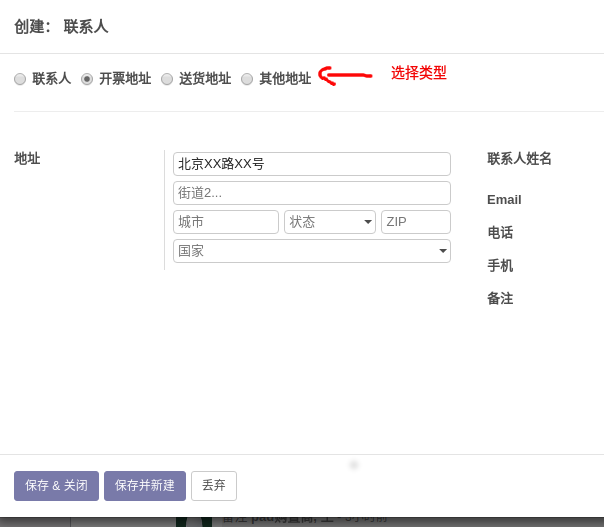 创建： 联系人
联系人 开票地址 送货地址 其他地址 选择类型
地址 北京XX路XX号 联系人姓名
街道2...
Email
城市 状态 ZIP
电话
国家
手机
备注
保存 & 关闭 保存并新建 丢弃